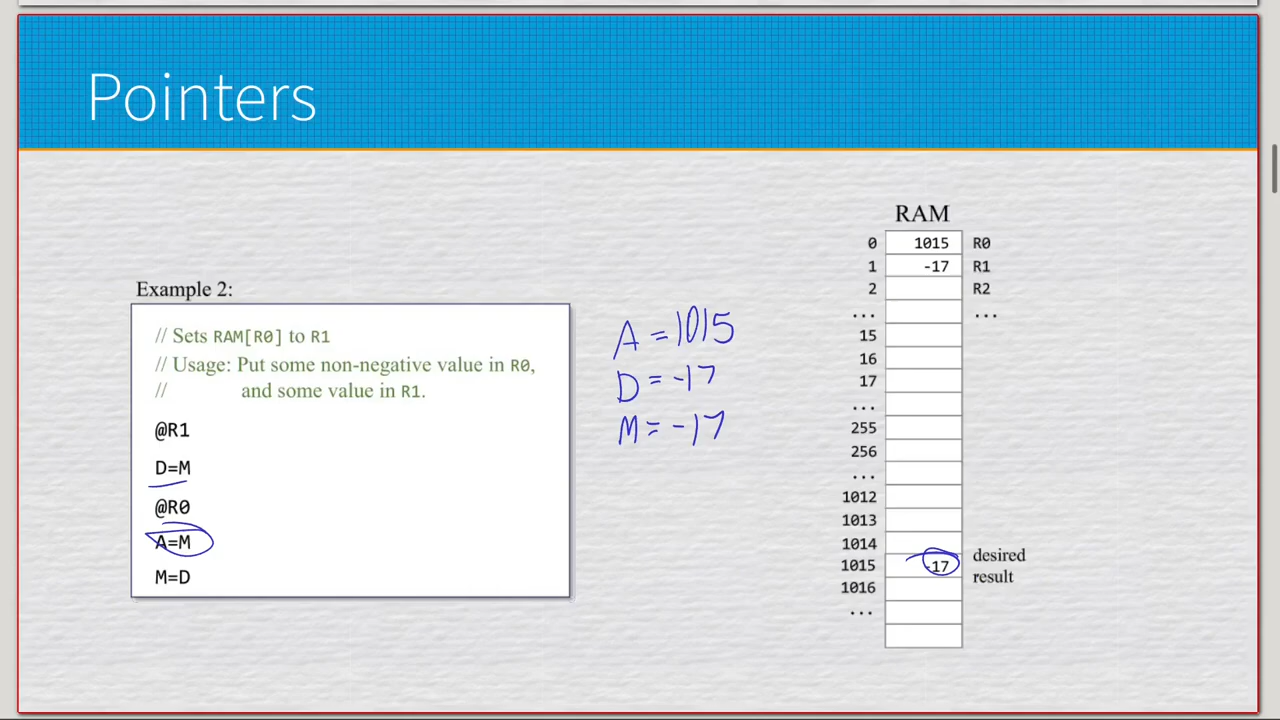 Pointers
Example 2:
// Sets RAM[R0] to R1
// Usage: Put some non-negative value in R0,
// and some value in R1.
@R1
D=M
@R0
A=M
M=D
A = 1015
D = -17
M = -17
RAM
0 1015 R0
1 -17 R1
2 R2
... ...
15
16
17
...
255
256
...
1012
1013
1014
1015 -17 desired
result
1016
...